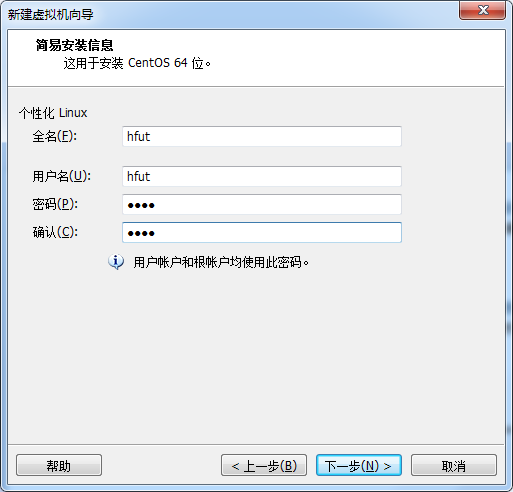 新建虚拟机向导
简易安装信息
这用于安装 CentOS 64 位。
个性化 Linux
全名(F): hfut
用户名(U): hfut
密码(P): ●●●●
确认(C): ●●●●
用户帐户和根帐户均使用此密码。
帮助 < 上一步(B) 下一步(N) > 取消